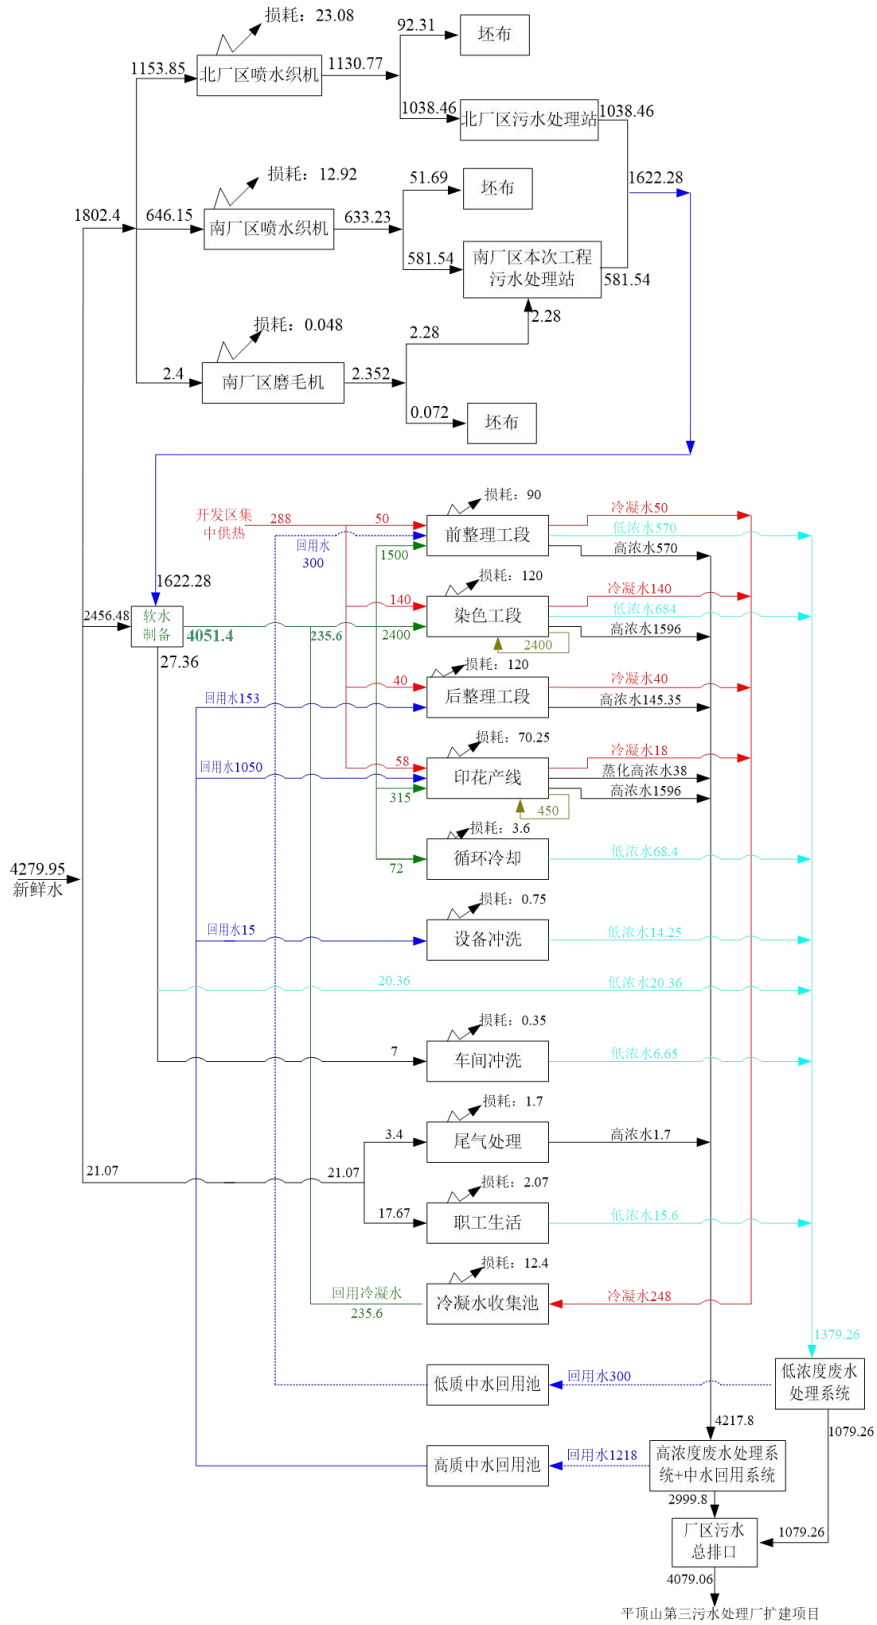 损耗：23.08
92.31
坯布
1153.85
北厂区喷水织机
1130.77
1038.46
北厂区污水处理站
1038.46
损耗：12.92
51.69
坯布
1622.28
1802.4
646.15
南厂区喷水织机
633.23
581.54
南厂区本次工程
污水处理站
581.54
2.28
损耗：0.048
2.28
2.4
南厂区磨毛机
2.352
0.072
坯布
开发区集
中供热
288
50
损耗：90
前整理工段
冷凝水50
低浓水570
高浓水570
回用水
300
1500
1622.28
2456.48
软水
制备
4051.4
235.6
27.36
140
2400
损耗：120
染色工段
2400
冷凝水140
低浓水684
高浓水1596
回用水153
40
损耗：120
后整理工段
冷凝水40
高浓水145.35
回用水1050
58
315
损耗：70.25
印花产线
450
冷凝水18
蒸化高浓水38
高浓水1596
4279.95
新鲜水
72
损耗：3.6
循环冷却
低浓水68.4
回用水15
损耗：0.75
设备冲洗
低浓水14.25
20.36
低浓水20.36
7
损耗：0.35
车间冲洗
低浓水6.65
21.07
21.07
3.4
损耗：1.7
尾气处理
高浓水1.7
17.67
损耗：2.07
职工生活
低浓水15.6
回用冷凝水
235.6
损耗：12.4
冷凝水收集池
冷凝水248
1379.26
低质中水回用池
回用水300
低浓度废水
处理系统
4217.8
1079.26
高质中水回用池
回用水1218
高浓度废水处理系
统+中水回用系统
2999.8
厂区污水
总排口
1079.26
4079.06
平顶山第三污水处理厂扩建项目